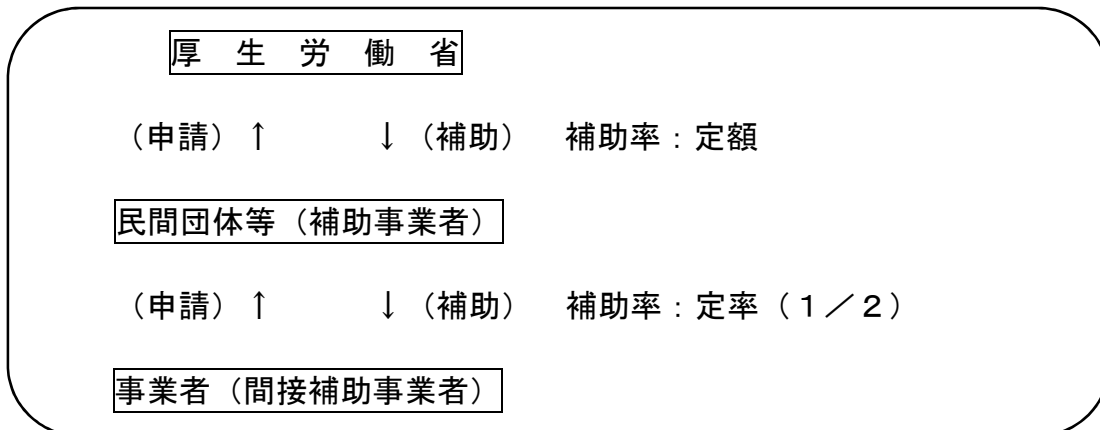 厚　生　労　働　省
（申請）↑　　　↓（補助）　補助率：定額
民間団体等（補助事業者）
（申請）↑　　　↓（補助）　補助率：定率（１／２）
事業者（間接補助事業者）